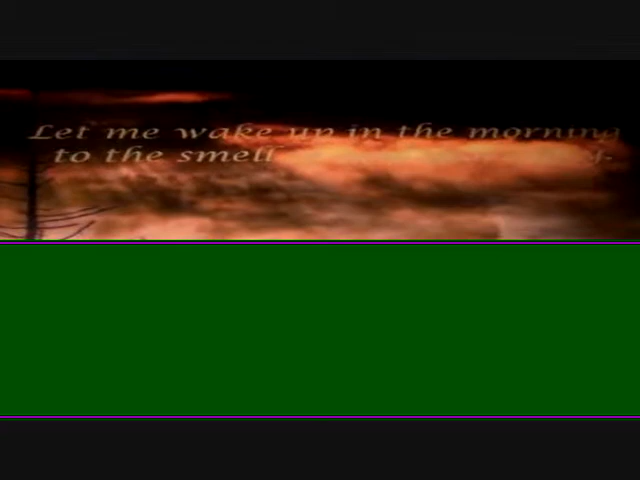 Let me wake up in the morning
to the smell